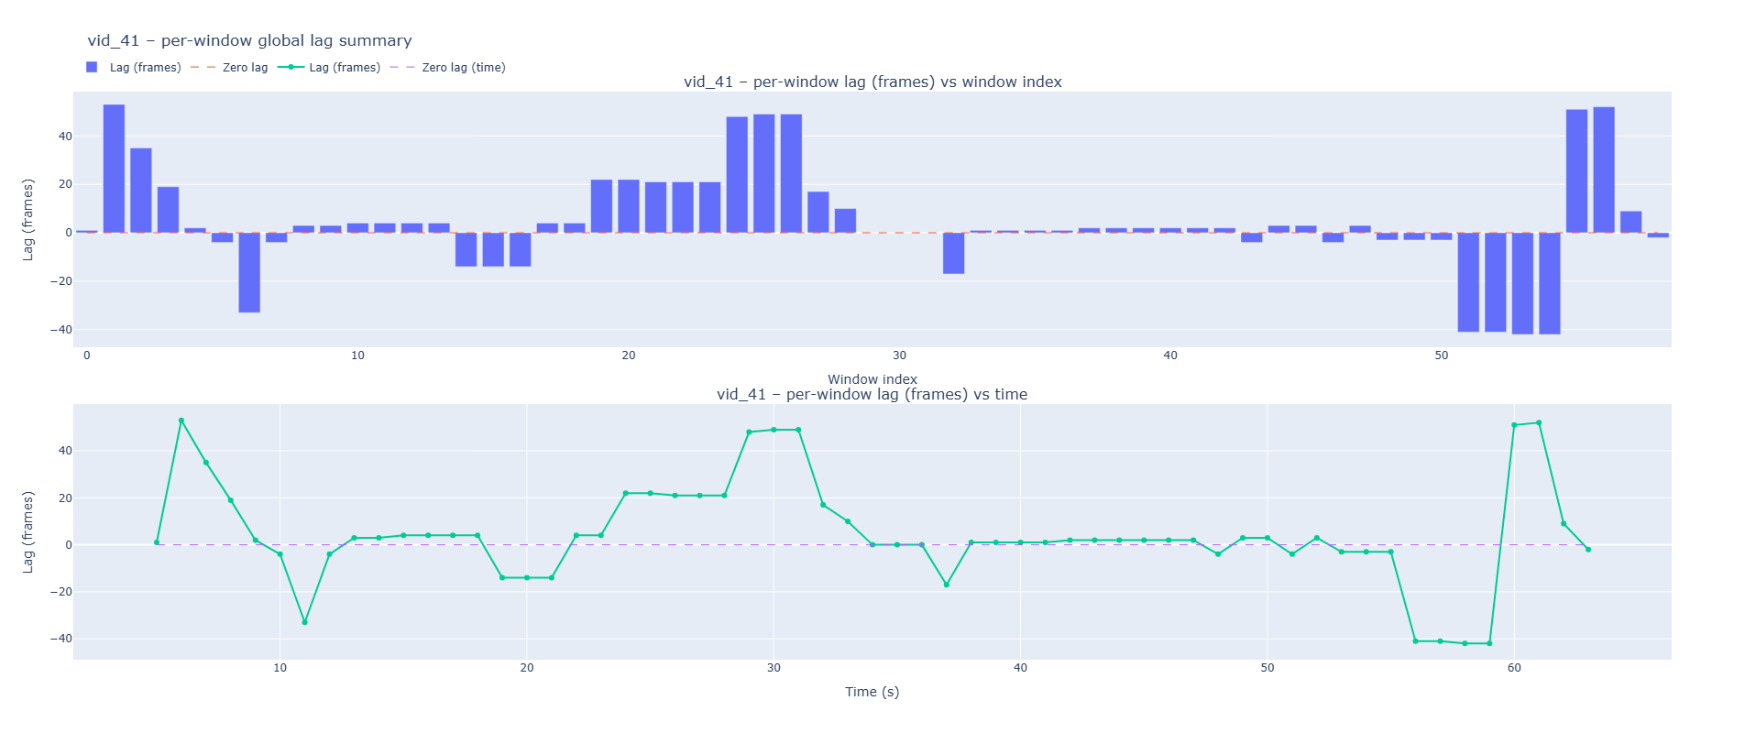 vid_41 – per-window global lag summary
Lag (frames) Zero lag Lag (frames) Zero lag (time)
vid_41 – per-window lag (frames) vs window index
Lag (frames)
40
20
0
−20
−40
0 10 20 30 40 50
Window index
vid_41 – per-window lag (frames) vs time
Lag (frames)
40
20
0
−20
−40
10 20 30 40 50 60
Time (s)